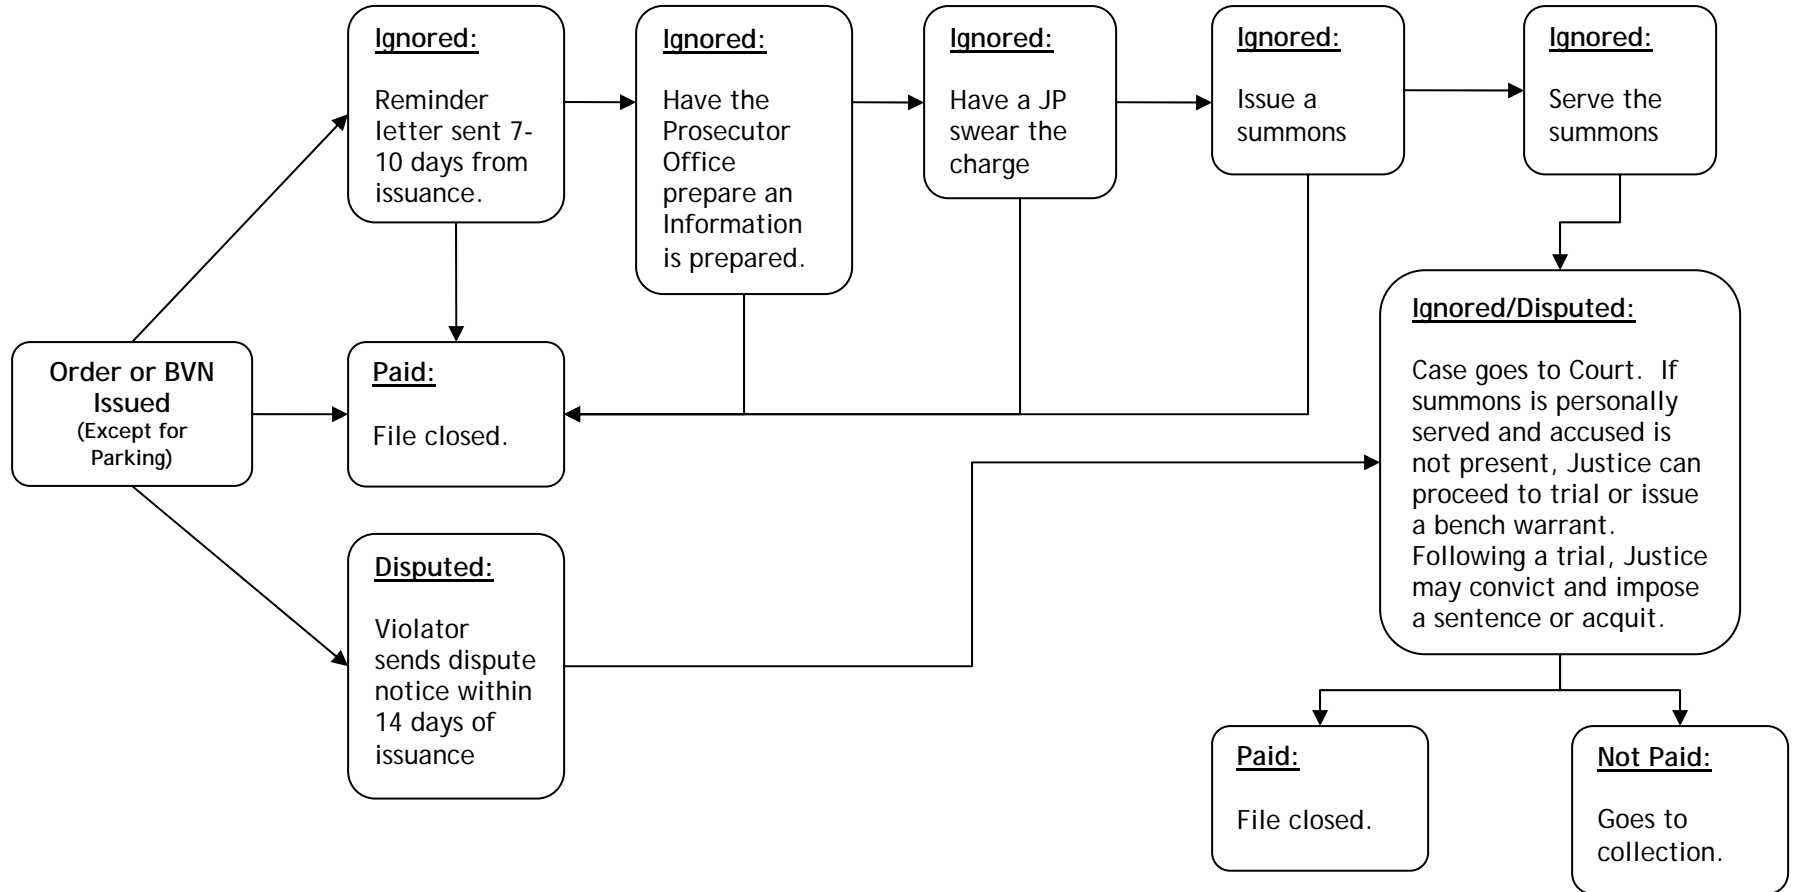 Ignored:
Reminder
letter sent 7-
10 days from
issuance.
Ignored:
Have the
Prosecutor
Office
prepare an
Information
is prepared.
Ignored:
Have a JP
swear the
charge
Ignored:
Issue a
summons
Ignored:
Serve the
summons
Order or BVN
Issued
(Except for
Parking)
Paid:
File closed.
Disputed:
Violator
sends dispute
notice within
14 days of
issuance
Ignored/Disputed:
Case goes to Court. If
summons is personally
served and accused is
not present, Justice can
proceed to trial or issue
a bench warrant.
Following a trial, Justice
may convict and impose
a sentence or acquit.
Paid:
File closed.
Not Paid:
Goes to
collection.